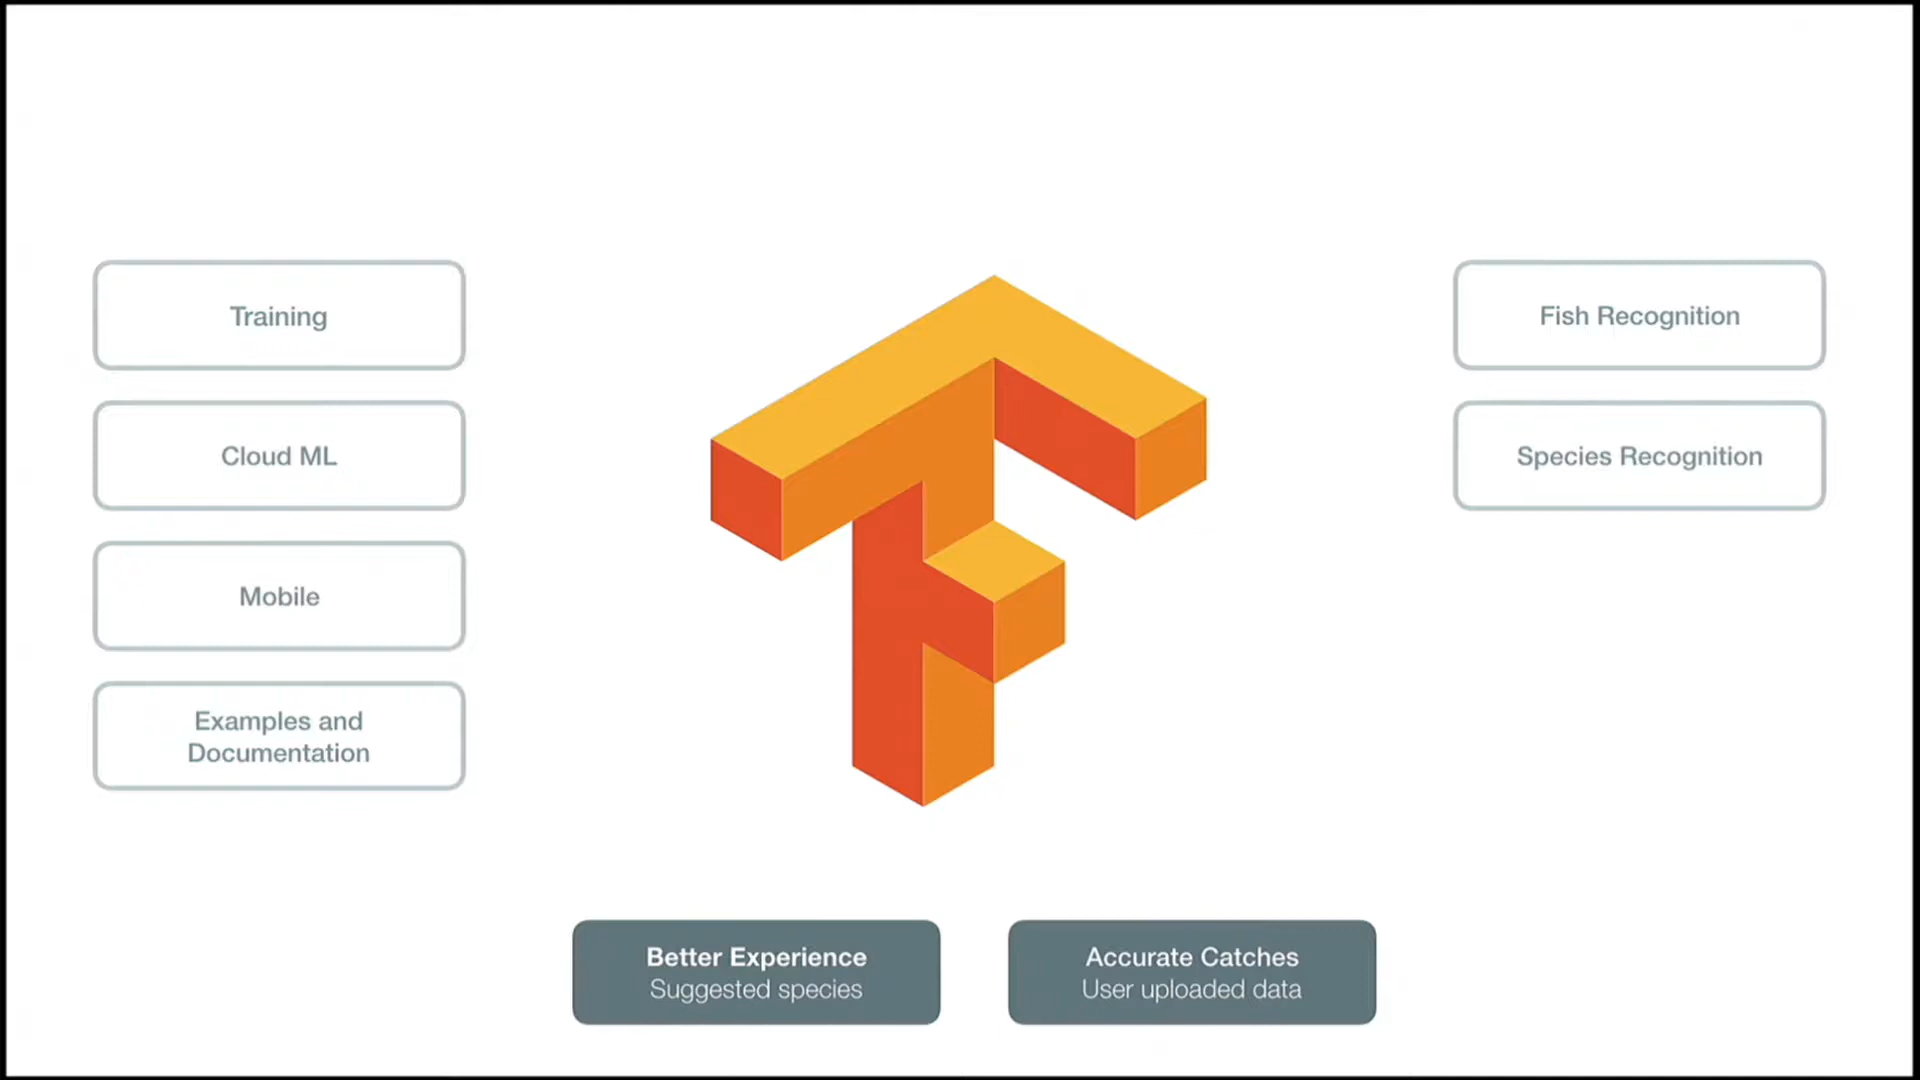 Training
Cloud ML
Mobile
Examples and
Documentation
Fish Recognition
Species Recognition
Better Experience
Suggested species
Accurate Catches
User uploaded data